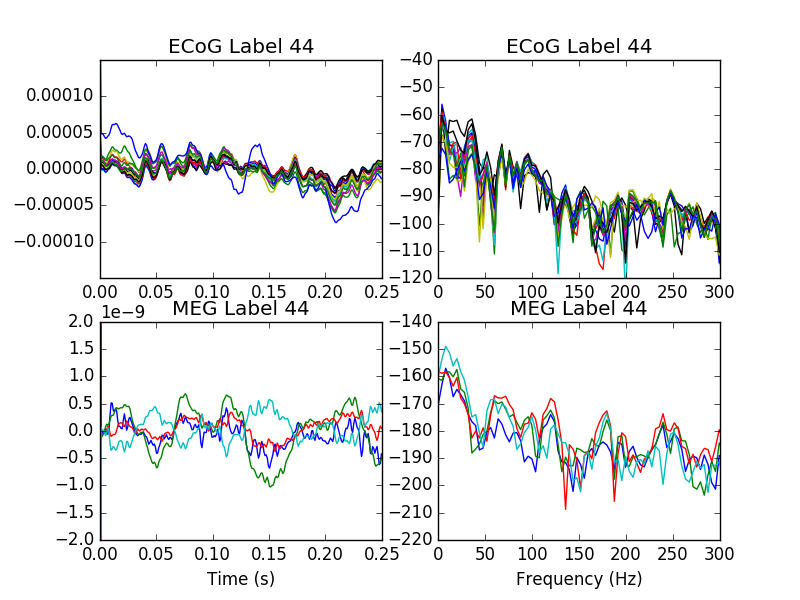 ECoG Label 44
0.00010
0.00005
0.00000
−0.00005
−0.00010
0.00 0.05 0.10 0.15 0.20 0.25
ECoG Label 44
−40
−50
−60
−70
−80
−90
−100
−110
−120
0 50 100 150 200 250 300
MEG Label 44
1e−9
2.0
1.5
1.0
0.5
0.0
−0.5
−1.0
−1.5
−2.0
0.00 0.05 0.10 0.15 0.20 0.25
Time (s)
MEG Label 44
−140
−150
−160
−170
−180
−190
−200
−210
−220
0 50 100 150 200 250 300
Frequency (Hz)